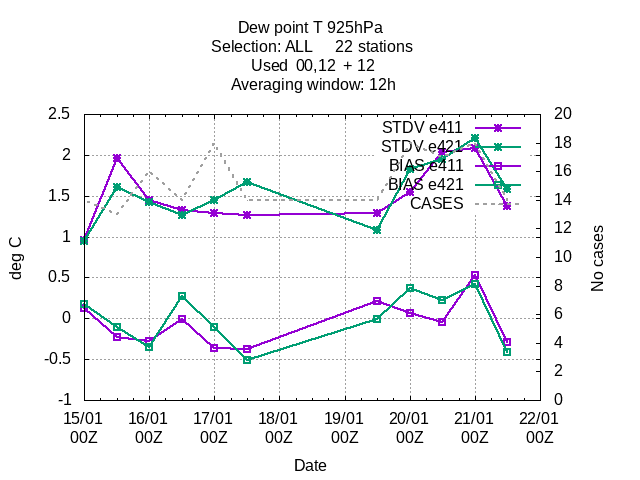 Dew point T 925hPa
Selection: ALL 22 stations
Used 00,12 + 12
Averaging window: 12h
2.5
2
1.5
1
0.5
0
-0.5
-1
deg C
20
18
16
14
12
10
8
6
4
2
0
No cases
STDV e411
STDV e421
BIAS e411
BIAS e421
CASES
15/01 16/01 17/01 18/01 19/01 20/01 21/01 22/01
00Z 00Z 00Z 00Z 00Z 00Z 00Z 00Z
Date